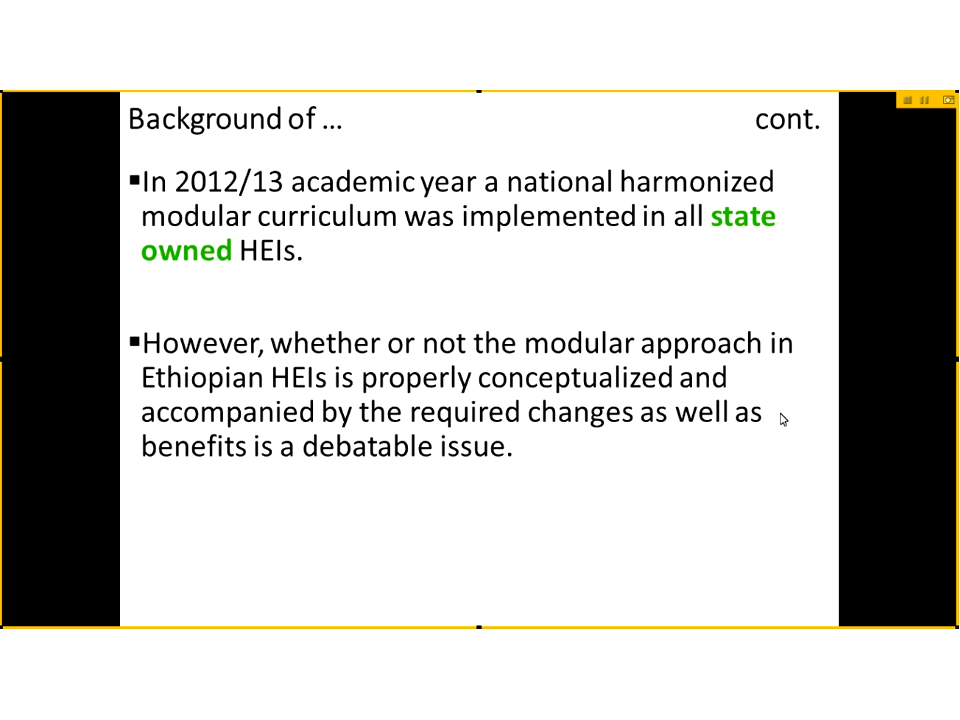 Background of … cont.
▪In 2012/13 academic year a national harmonized
modular curriculum was implemented in all state
owned HEIs.
▪However, whether or not the modular approach in
Ethiopian HEIs is properly conceptualized and
accompanied by the required changes as well as
benefits is a debatable issue.